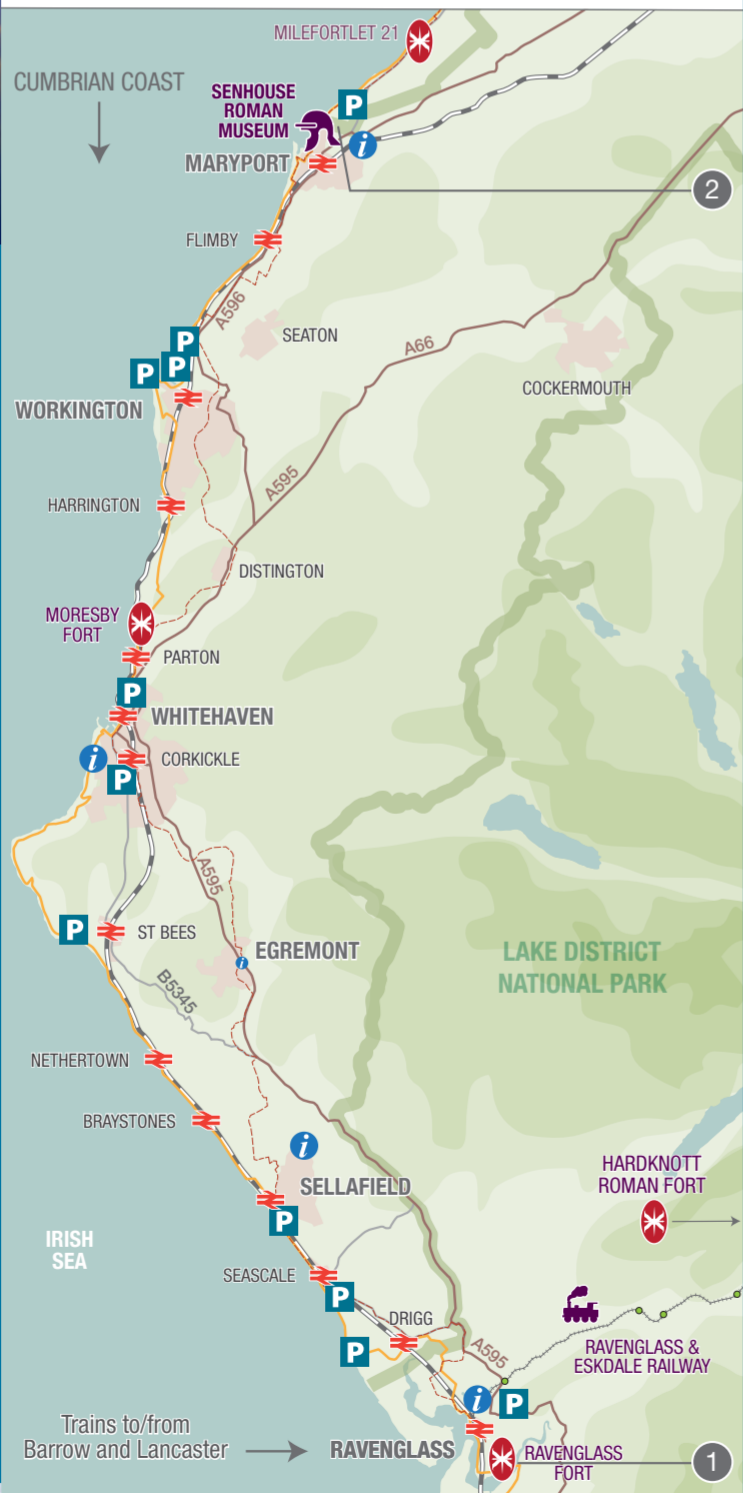 MILEFORTLET 21
CUMBRIAN COAST
SENHOUSE
ROMAN
MUSEUM
P
i
MARYPORT
2
FLIMBY
A596
P
SEATON
P
P
A66
COCKERMOUTH
WORKINGTON
A595
HARRINGTON
DISTINGTON
MORESBY
FORT
PARTON
P
WHITEHAVEN
i
CORKICKLE
P
A595
P
ST BEES
EGREMONT
i
LAKE DISTRICT
NATIONAL PARK
B5345
NETHERTOWN
BRAYSTONES
i
HARDKNOTT
ROMAN FORT
SELLAFIELD
P
IRISH
SEA
SEASCALE
P
DRIGG
P
A595
RAVENGLASS &
ESKDALE RAILWAY
i
P
Trains to/from
Barrow and Lancaster
RAVENGLASS
RAVENGLASS
FORT
1